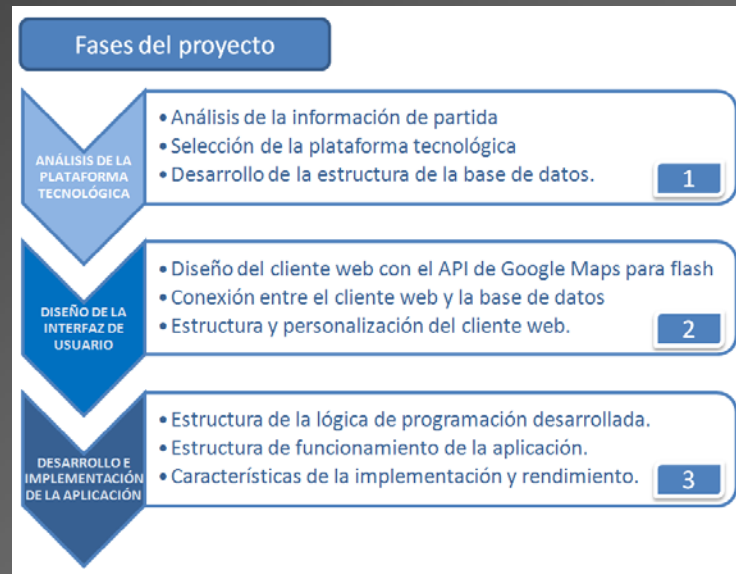 Fases del proyecto
ANÁLISIS DE LA
PLATAFORMA
TECNOLÓGICA
• Análisis de la información de partida
• Selección de la plataforma tecnológica
• Desarrollo de la estructura de la base de datos.
1
DISEÑO DE LA
INTERFAZ DE
USUARIO
• Diseño del cliente web con el API de Google Maps para flash
• Conexión entre el cliente web y la base de datos
• Estructura y personalización del cliente web.
2
DESARROLLO E
IMPLEMENTACIÓN
DE LA APLICACIÓN
• Estructura de la lógica de programación desarrollada.
• Estructura de funcionamiento de la aplicación.
• Características de la implementación y rendimiento.
3